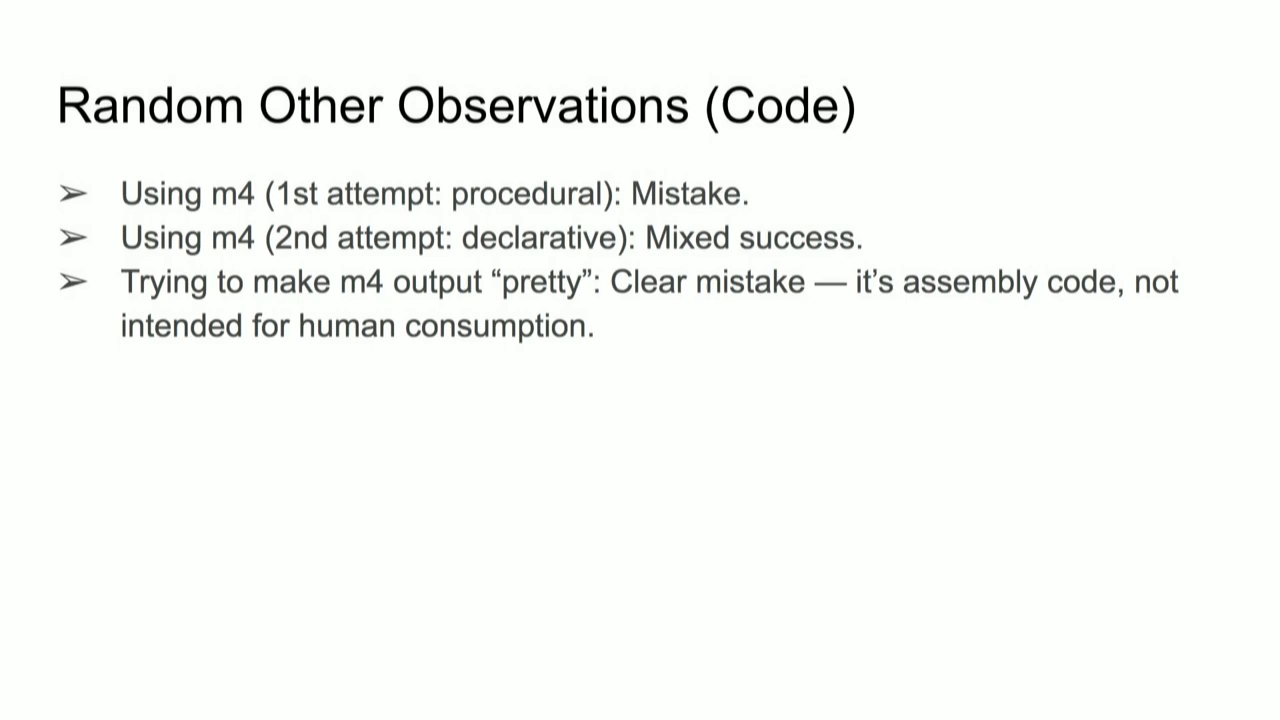 Random Other Observations (Code)
➢ Using m4 (1st attempt: procedural): Mistake.
➢ Using m4 (2nd attempt: declarative): Mixed success.
➢ Trying to make m4 output “pretty”: Clear mistake — it’s assembly code, not
intended for human consumption.